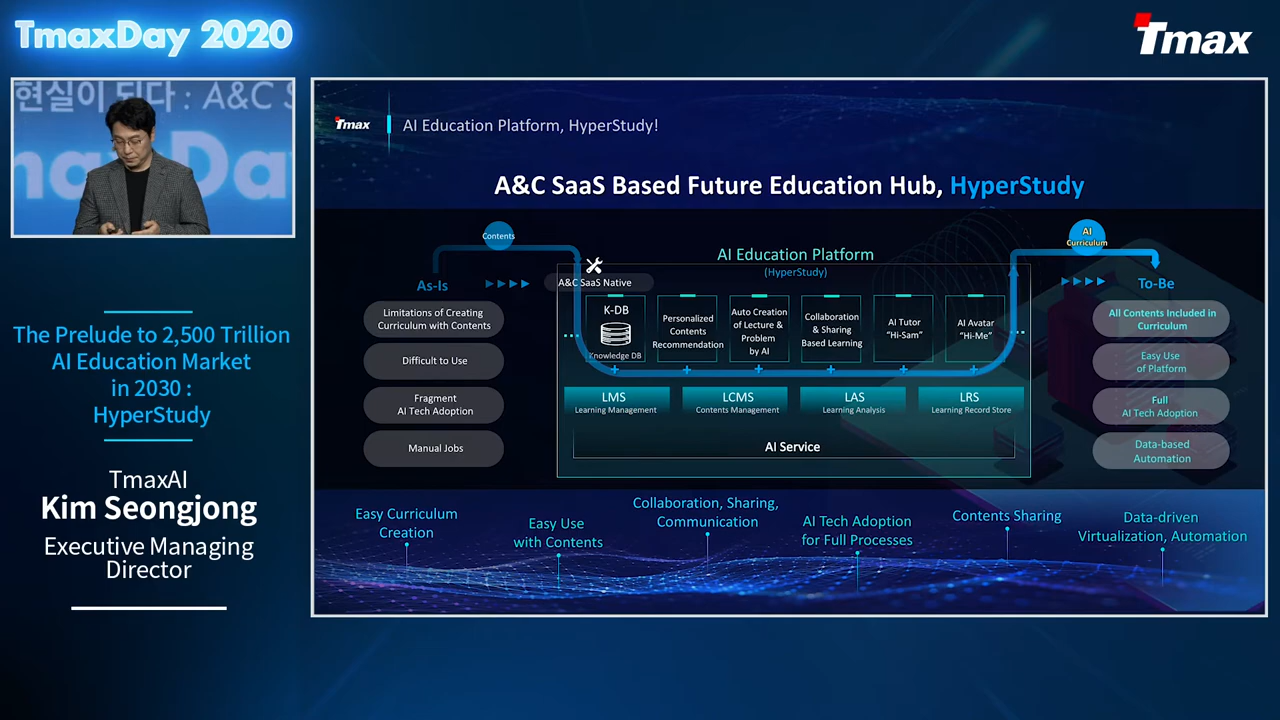 TmaxDay 2020
Tmax
현실이 되다 : A&C S
maxDa
Tmax
AI Education Platform, HyperStudy!
A&C SaaS Based Future Education Hub, HyperStudy
Contents
AI
Curriculum
As-Is
AI Education Platform
(HyperStudy)
To-Be
A&C SaaS Native
Limitations of Creating
Curriculum with Contents
Difficult to Use
Fragment
AI Tech Adoption
Manual Jobs
K-DB
Knowledge DB
Personalized
Contents
Recommendation
Auto Creation
of Lecture &
Problem
by AI
Collaboration
& Sharing
Based Learning
AI Tutor
“Hi-Sam”
AI Avatar
“Hi-Me”
LMS
Learning Management
LCMS
Contents Management
LAS
Learning Analysis
LRS
Learning Record Store
AI Service
All Contents Included in
Curriculum
Easy Use
of Platform
Full
AI Tech Adoption
Data-based
Automation
Easy Curriculum
Creation
Easy Use
with Contents
Collaboration, Sharing,
Communication
AI Tech Adoption
for Full Processes
Contents Sharing
Data-driven
Virtualization, Automation
The Prelude to 2,500 Trillion
AI Education Market
in 2030 :
HyperStudy
TmaxAI
Kim Seongjong
Executive Managing
Director